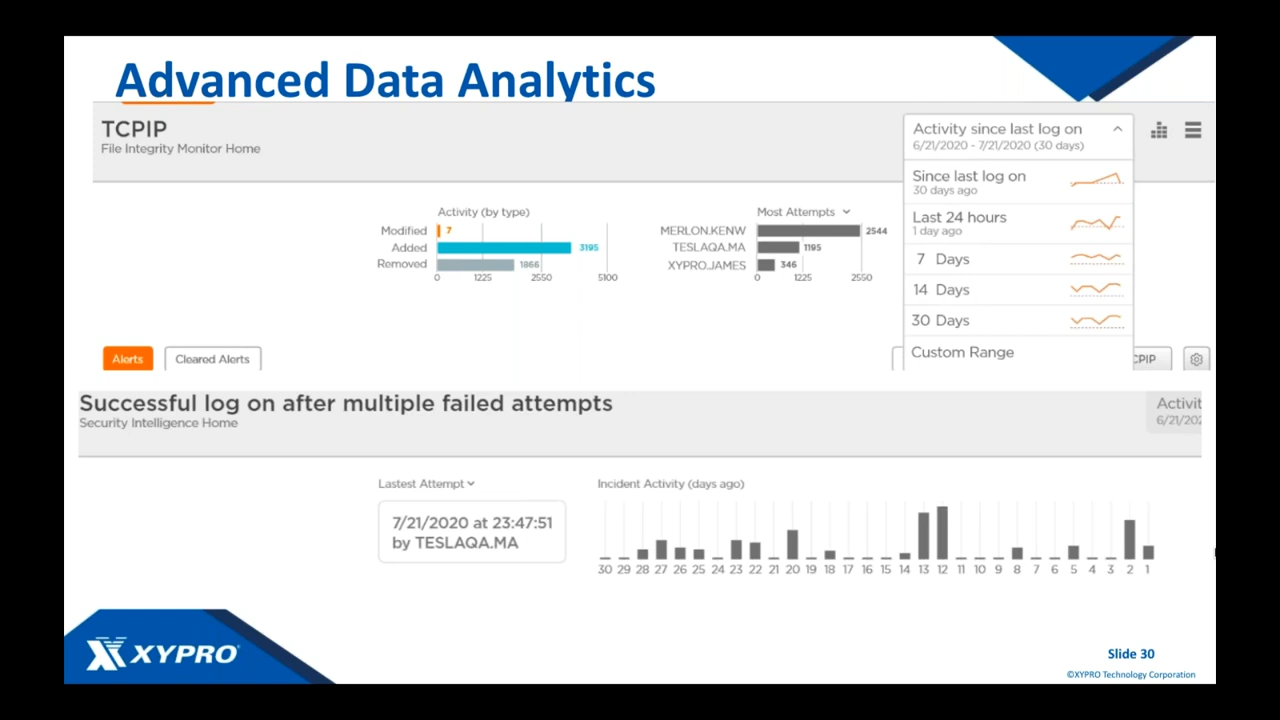 Advanced Data Analytics
TCPIP
File Integrity Monitor Home
Activity since last log on
6/21/2020 - 7/21/2020 (30 days)
Since last log on
30 days ago
Last 24 hours
1 day ago
7 Days
14 Days
30 Days
Custom Range
Activity (by type)
Modified 7
Added 3195
Removed 1866
0 1225 2550 5100
Most Attempts
MERLON.KENW 2544
TESLAQA.MA 1195
XYPRO.JAMES 346
0 1225 2550
Alerts Cleared Alerts
CPIP
Successful log on after multiple failed attempts
Security Intelligence Home
Activit
6/21/202
Lastest Attempt
7/21/2020 at 23:47:51
by TESLAQA.MA
Incident Activity (days ago)
30 29 28 27 26 25 24 23 22 21 20 19 18 17 16 15 14 13 12 11 10 9 8 7 6 5 4 3 2 1
XYPRO
Slide 30
©XYPRO Technology Corporation